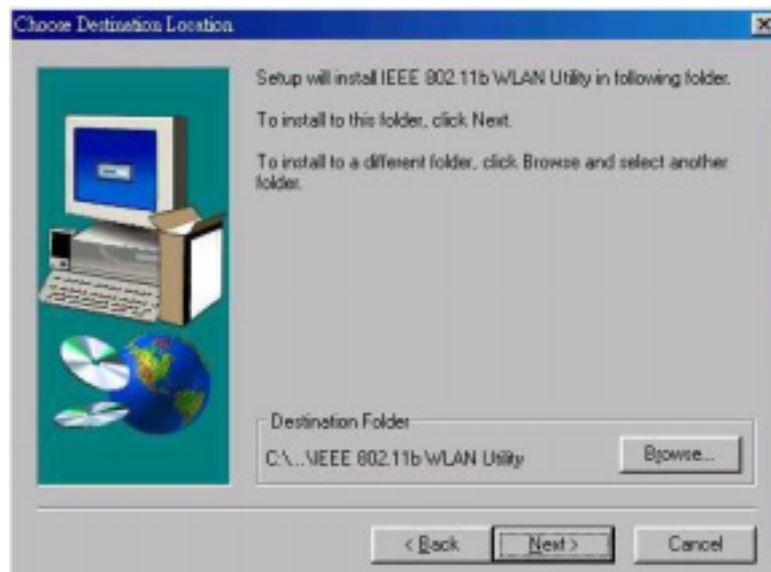 Choose Destination Location
Setup will install IEEE 802.11b WLAN Utility in following folder.
To install to this folder, click Next.
To install to a different folder, click Browse and select another
folder.
Destination Folder
C:\...\IEEE 802.11b WLAN Utility
Browse...
< Back
Next >
Cancel